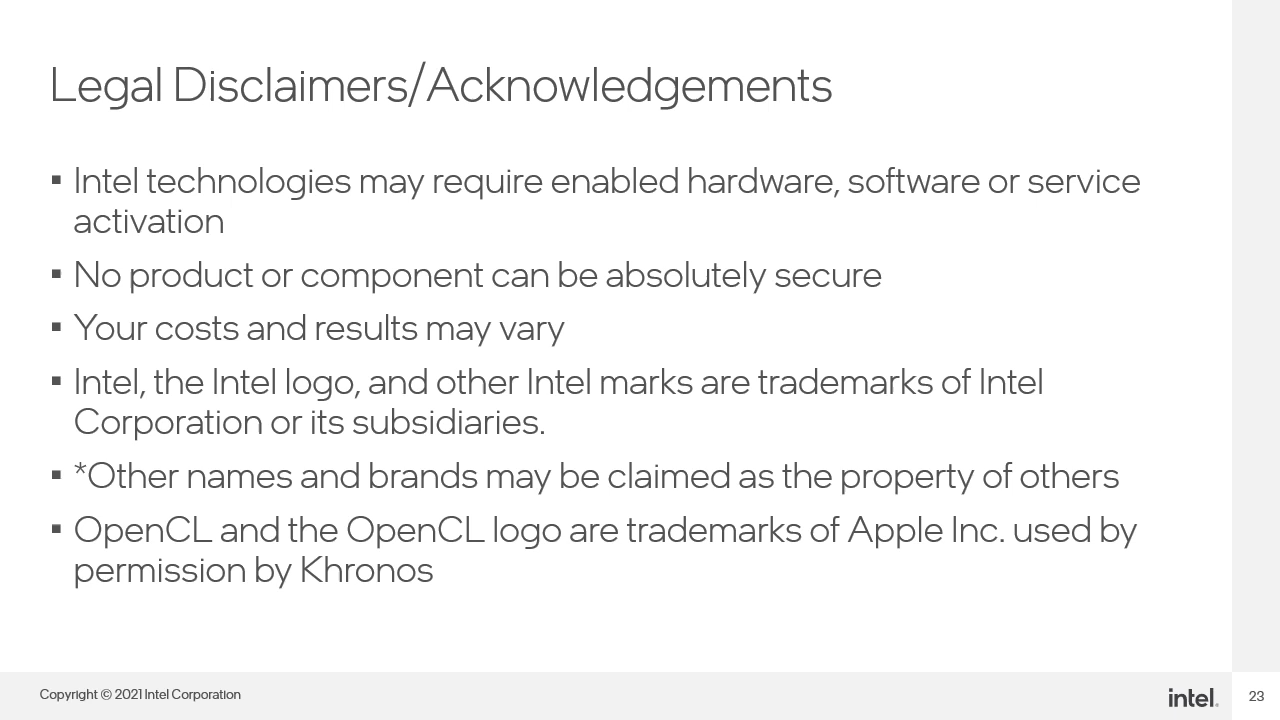 Legal Disclaimers/Acknowledgements
▪ Intel technologies may require enabled hardware, software or service
activation
▪ No product or component can be absolutely secure
▪ Your costs and results may vary
▪ Intel, the Intel logo, and other Intel marks are trademarks of Intel
Corporation or its subsidiaries.
▪ *Other names and brands may be claimed as the property of others
▪ OpenCL and the OpenCL logo are trademarks of Apple Inc. used by
permission by Khronos
Copyright © 2021 Intel Corporation
intel.
23